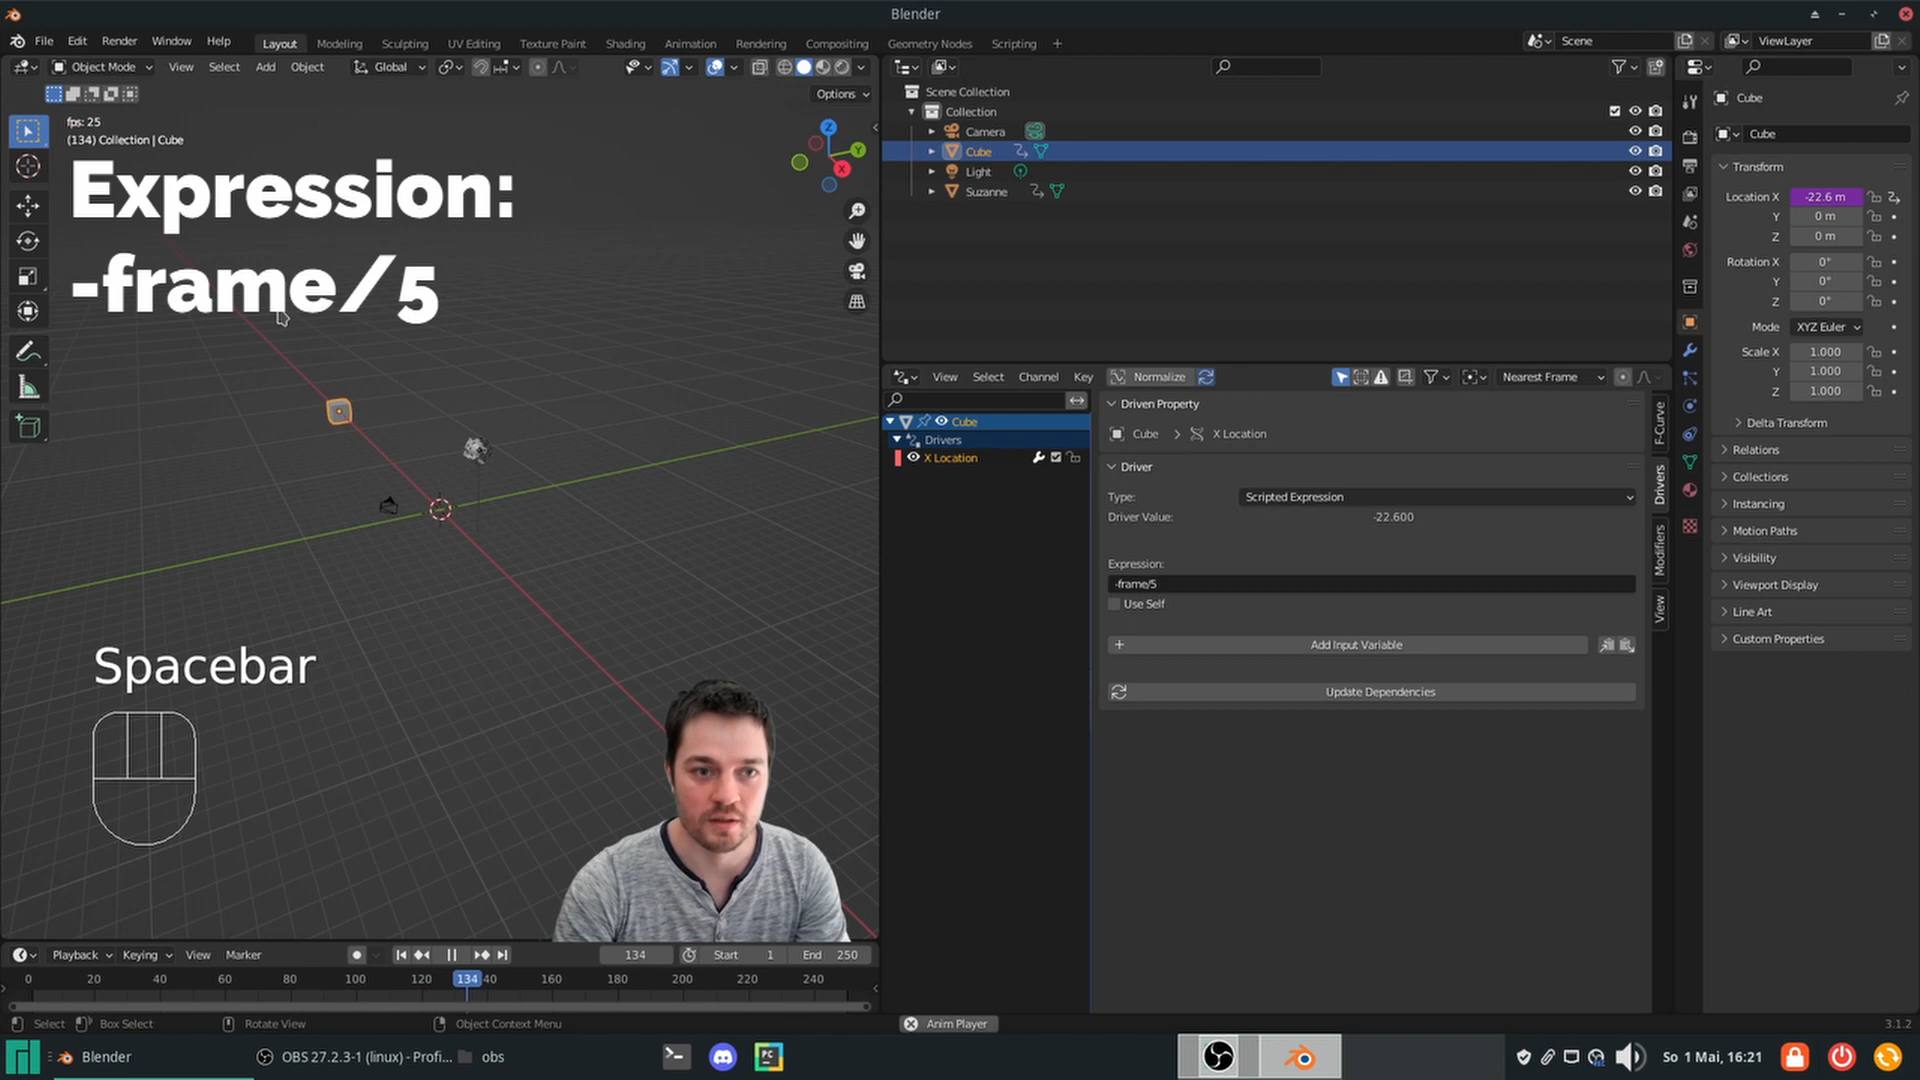 Blender
File Edit Render Window Help
Layout Modeling Sculpting UV Editing Texture Paint Shading Animation Rendering Compositing Geometry Nodes Scripting +
Scene
ViewLayer
Object Mode View Select Add Object Global
Options
fps: 25
(134) Collection | Cube
Expression:
-frame/5
Z
Y
X
Spacebar
Scene Collection
Collection
Camera
Cube
Light
Suzanne
View Select Channel Key Normalize Nearest Frame
Cube
Drivers
X Location
Driven Property
Cube > X Location
Driver
Type: Scripted Expression
Driver Value: -22.600
Expression:
-frame/5
Use Self
Add Input Variable
Update Dependencies
F-Curve
Drivers
Modifiers
View
Cube
Cube
Transform
Location X -22.6 m
Y 0 m
Z 0 m
Rotation X 0°
Y 0°
Z 0°
Mode XYZ Euler
Scale X 1.000
Y 1.000
Z 1.000
Delta Transform
Relations
Collections
Instancing
Motion Paths
Visibility
Viewport Display
Line Art
Custom Properties
Playback Keying View Marker 134 Start 1 End 250
0 20 40 60 80 100 120 134 40 160 180 200 220 240
Select Box Select Rotate View Object Context Menu Anim Player 3.1.2
Blender OBS 27.2.3-1 (linux) - Profi... obs PC So 1 Mai, 16:21